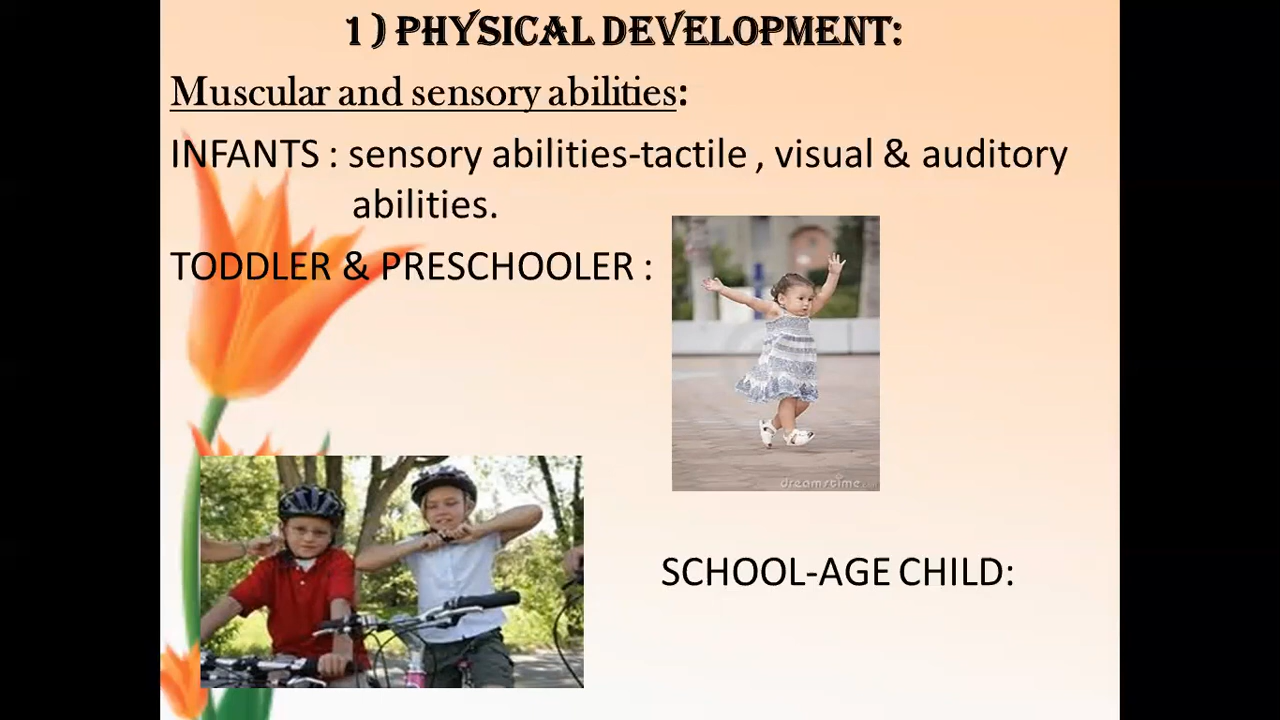 1 ) PHYSICAL DEVELOPMENT:
Muscular and sensory abilities:
INFANTS : sensory abilities-tactile , visual & auditory
abilities.
TODDLER & PRESCHOOLER :
dreamstime
SCHOOL-AGE CHILD: